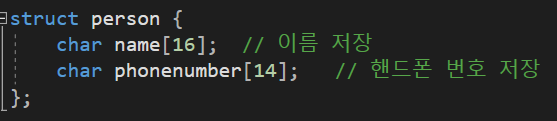 struct person {
char name[16]; // 이름 저장
char phonenumber[14]; // 핸드폰 번호 저장
};